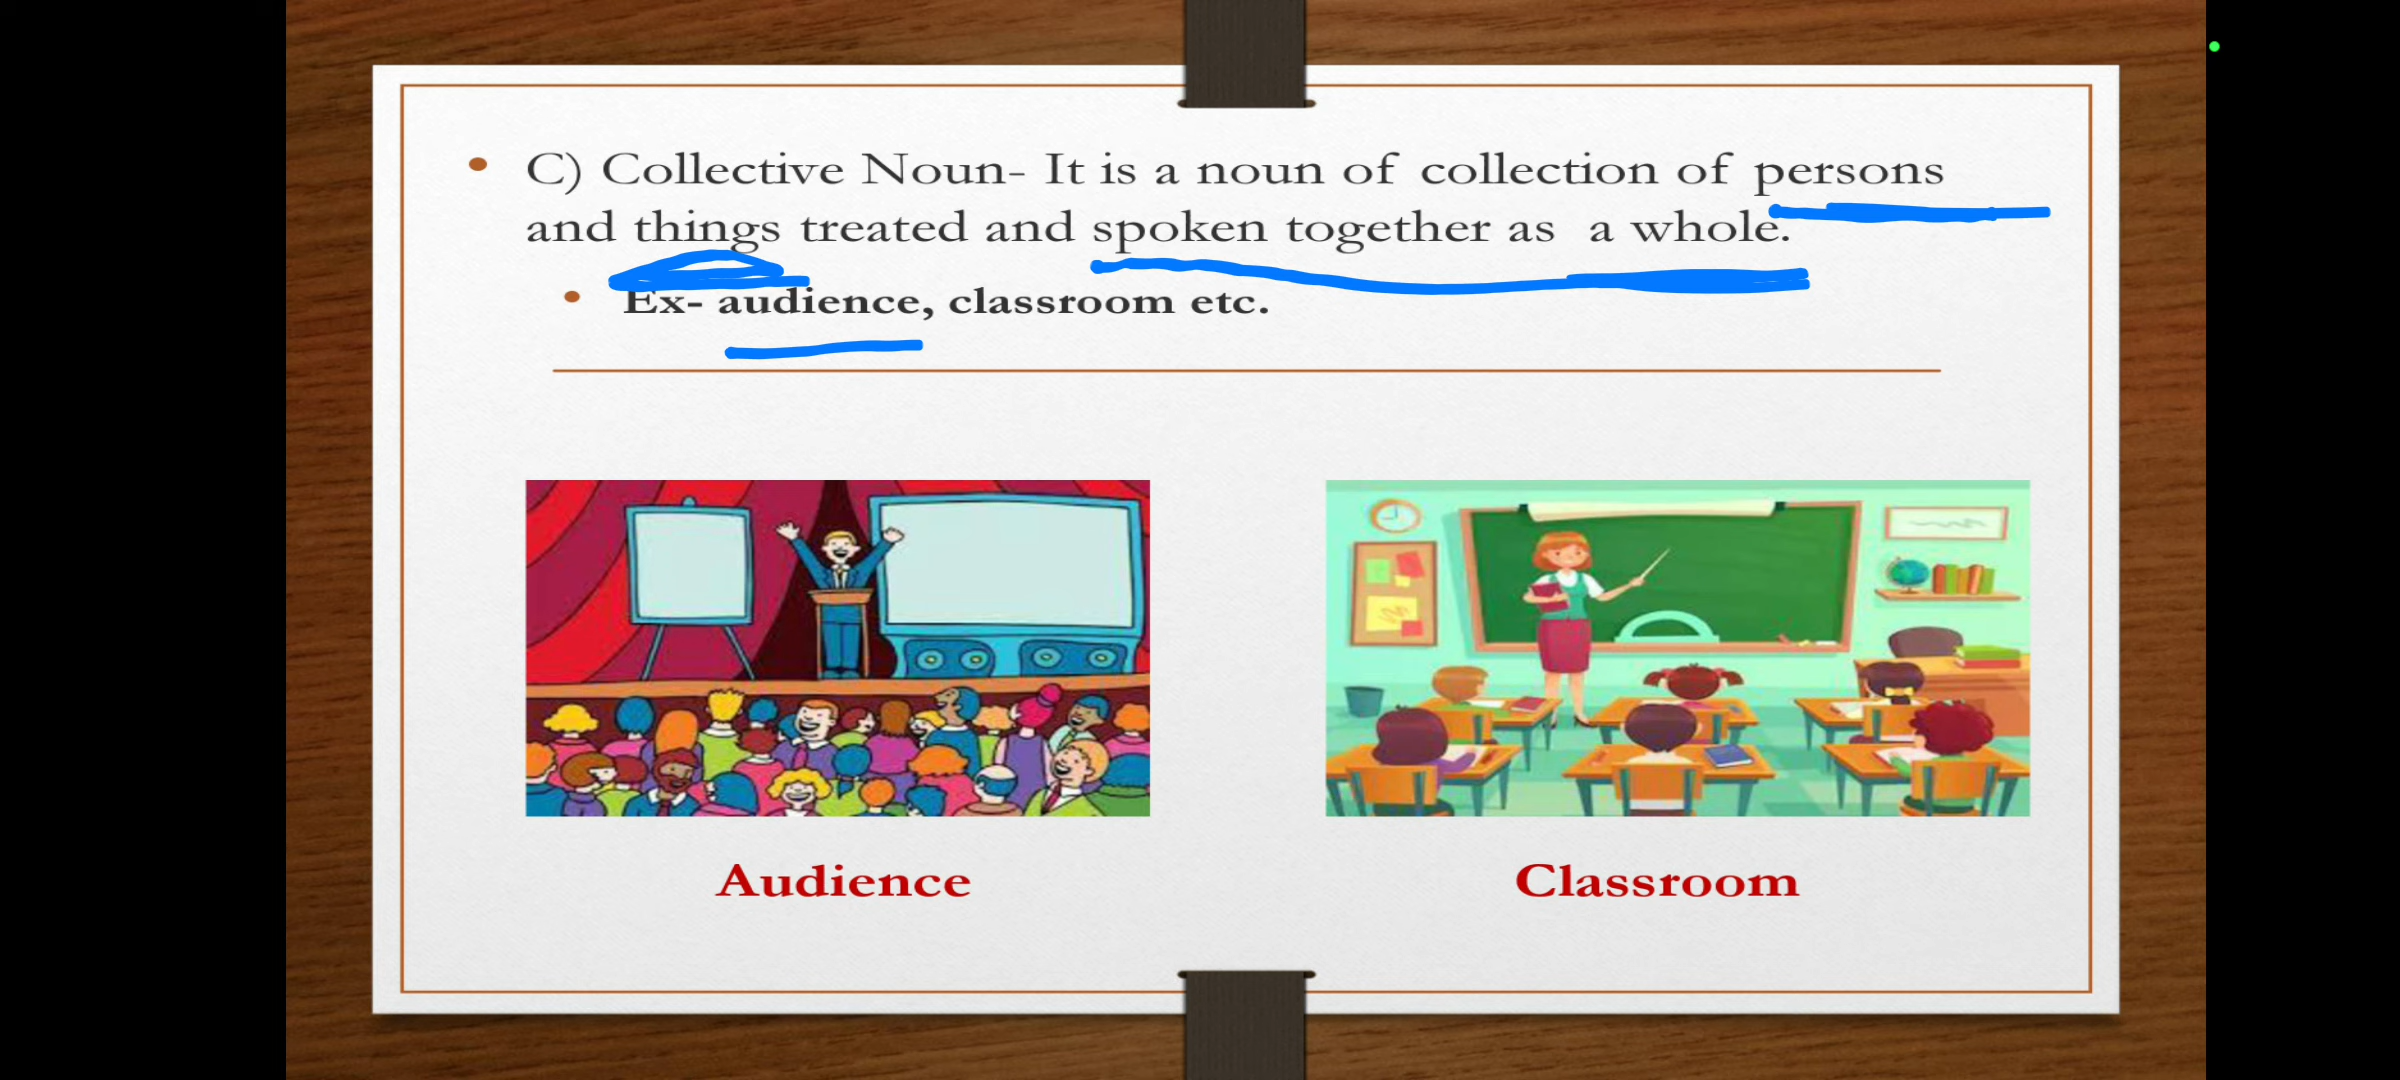 C) Collective Noun- It is a noun of collection of persons
and things treated and spoken together as a whole.
Ex- audience, classroom etc.
Audience
Classroom